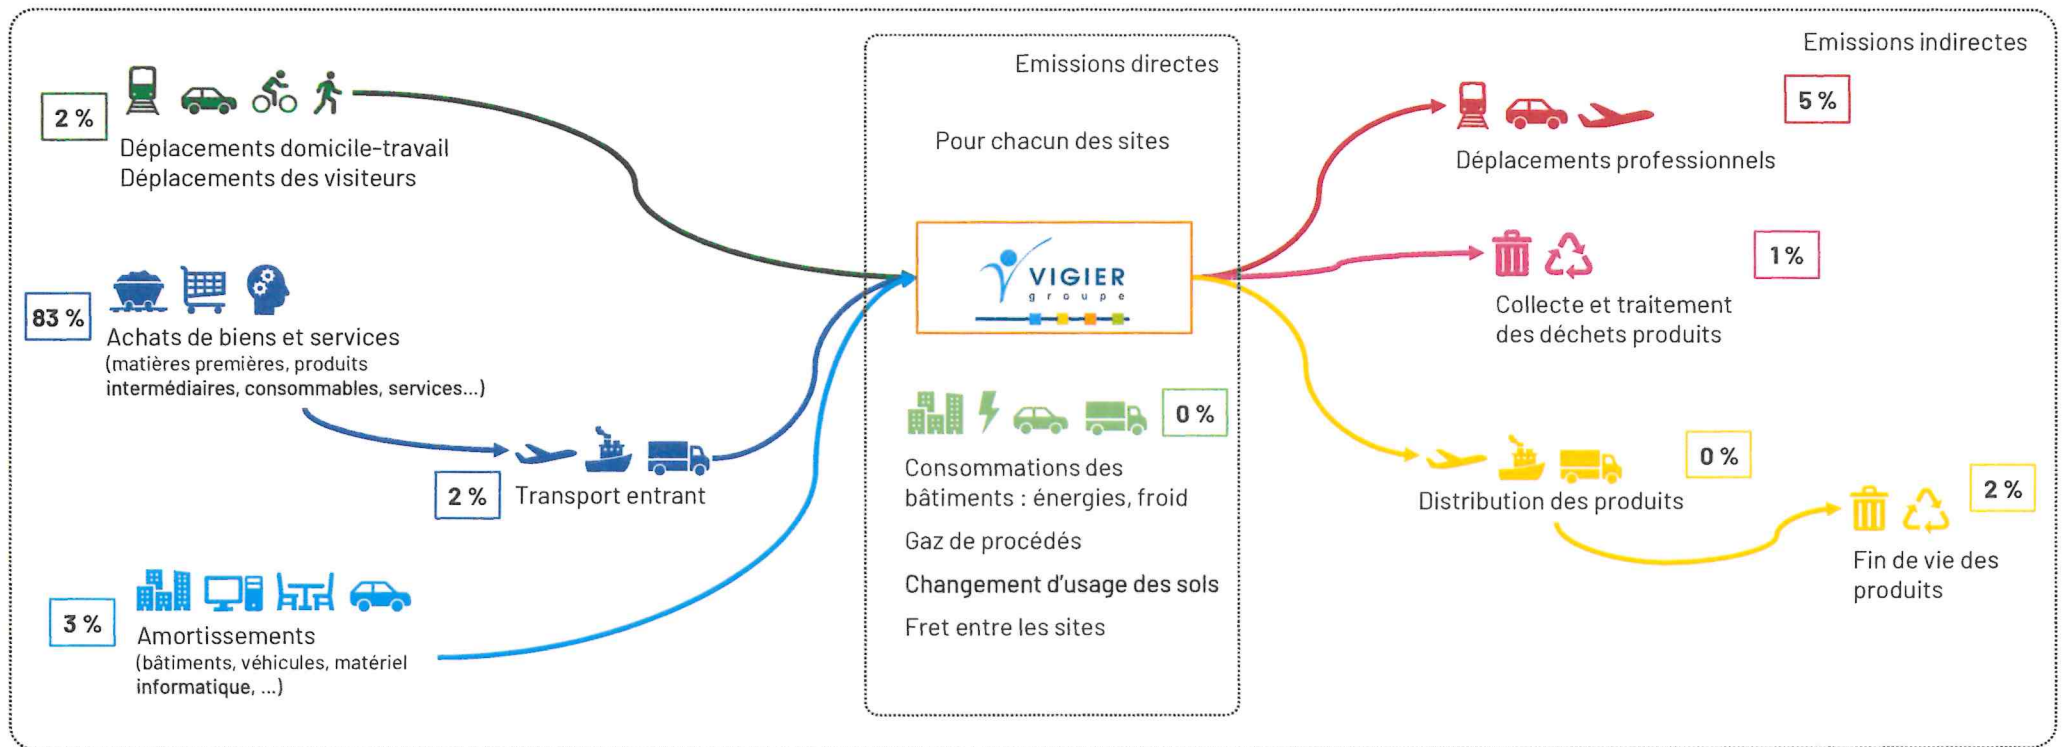 Emissions indirectes
Emissions directes
2 %
Déplacements domicile-travail
Déplacements des visiteurs
Pour chacun des sites
5 %
Déplacements professionnels
83 %
Achats de biens et services
(matières premières, produits
intermédiaires, consommables, services...)
VIGIER
groupe
1 %
Collecte et traitement
des déchets produits
2 %
Transport entrant
0 %
Consommations des
bâtiments : énergies, froid
Gaz de procédés
Changement d'usage des sols
Fret entre les sites
0 %
Distribution des produits
2 %
Fin de vie des
produits
3 %
Amortissements
(bâtiments, véhicules, matériel
informatique, ...)